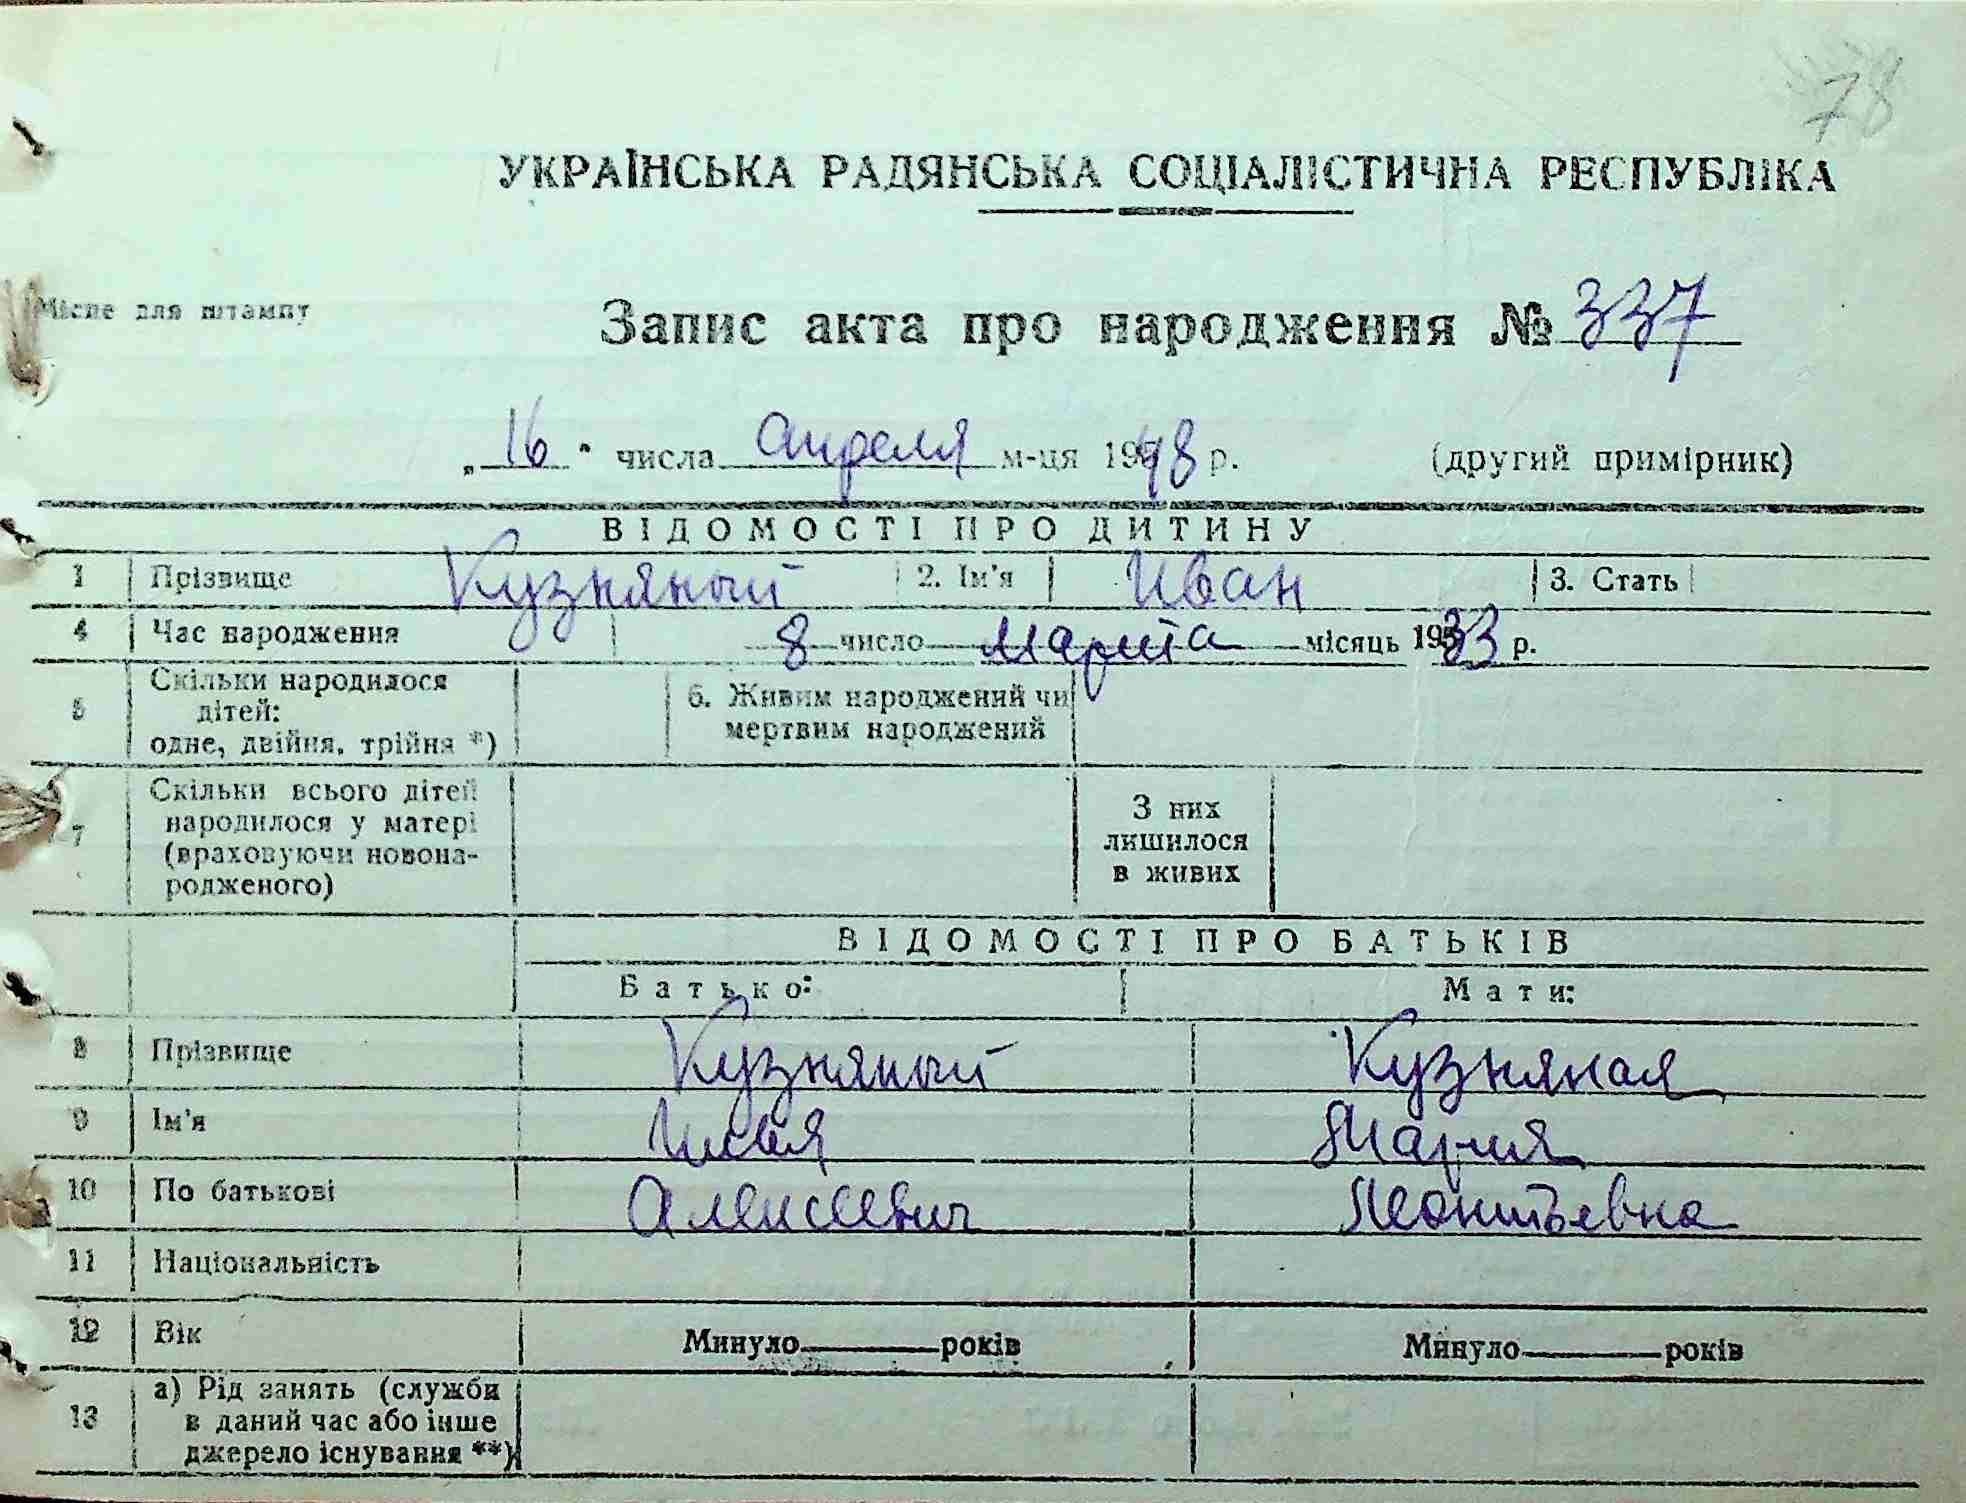 78
УКРАЇНСЬКА РАДЯНСЬКА СОЦІАЛІСТИЧНА РЕСПУБЛІКА
Місце для штампу
Запис акта про народження № 337
„16" числа апреля м-ця 1948 р. (другий примірник)
ВІДОМОСТІ ПРО ДИТИНУ
1 Прізвище Кузняный 2. Ім'я Иван 3. Стать
4 Час народження 8 число марта місяць 1933 р.
5 Скільки народилося дітей: одне, двійня, трійня *) 6. Живим народжений чи мертвим народжений
7 Скільки всього дітей народилося у матері (враховуючи новонародженого) З них лишилося в живих
ВІДОМОСТІ ПРО БАТЬКІВ
Батько: Мати:
8 Прізвище Кузняный Кузняная
9 Ім'я Илья Мария
10 По батькові Алексеевич Леонтьевна
11 Національність
12 Вік Минуло років Минуло років
13 а) Рід занять (служби в даний час або інше джерело існування **)